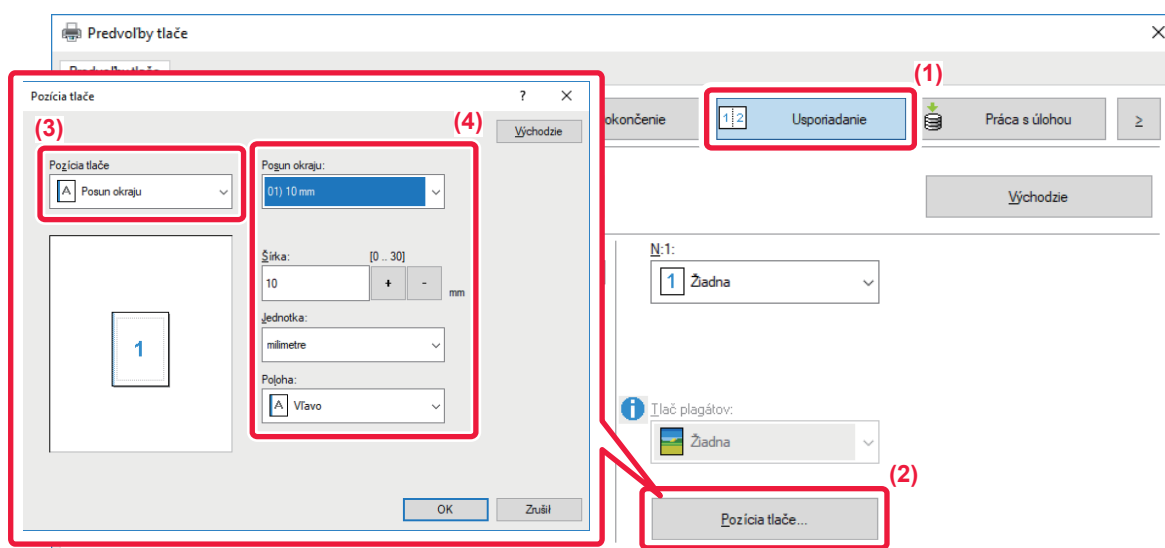 Predvoľby tlače
(1)
Pozícia tlače
(3)
(4)
Východzie
okončenie
1 2 Usporiadanie
Práca s úlohou
≥
Pozícia tlače
A Posun okraju
Posun okraju:
01) 10 mm
Východzie
Šírka: [0 .. 30]
10 + - mm
Jednotka:
milimetre
Poloha:
A Vľavo
1
OK
Zrušiť
N:1:
1 Žiadna
Tlač plagátov:
Žiadna
(2)
Pozícia tlače...